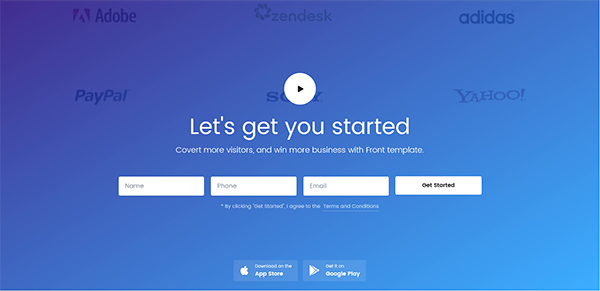 Adobe
zendesk
adidas
PayPal
YAHOO!
Let's get you started
Covert more visitors, and win more business with Front template.
Name
Phone
Email
Get Started
* By clicking "Get Started", I agree to the Terms and Conditions
Download on the
App Store
Get it on
Google Play